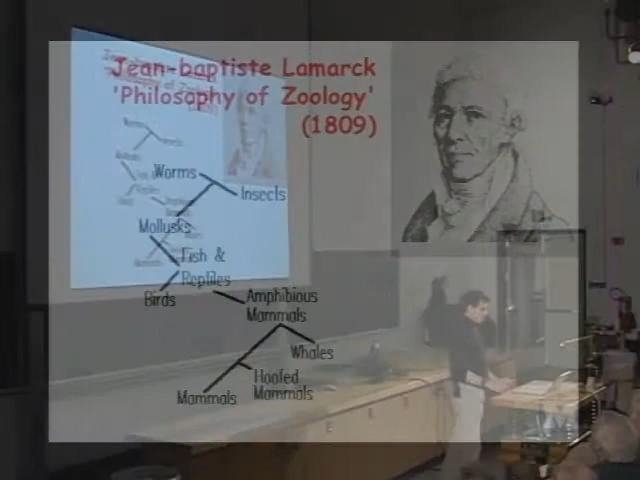 Jean-baptiste Lamarck
'Philosophy of Zoology'
(1809)
Worms
Insects
Mollusks
Fish &
Reptiles
Birds
Amphibious
Mammals
Whales
Hoofed
Mammals
Mammals